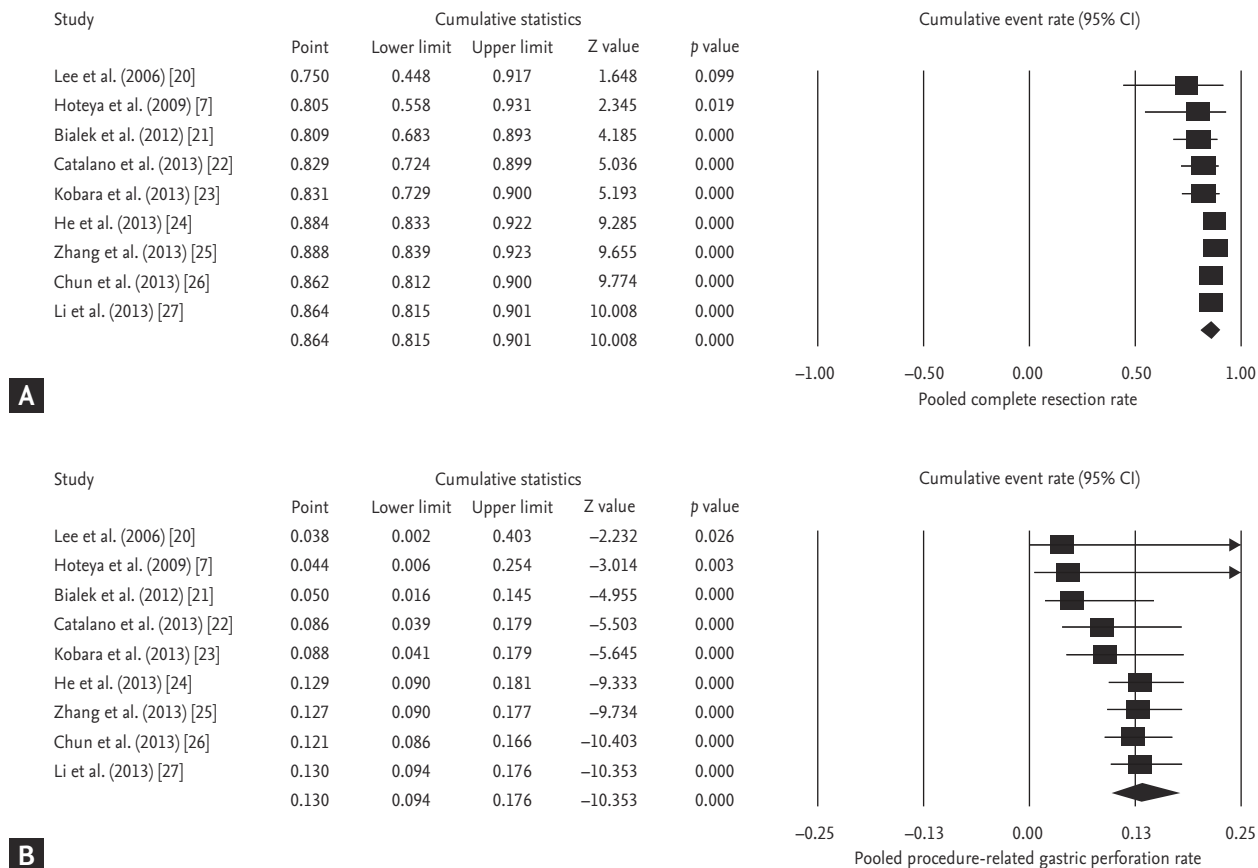 Study Cumulative statistics Cumulative event rate (95% CI)
Point Lower limit Upper limit Z value p value
Lee et al. (2006) [20] 0.750 0.448 0.917 1.648 0.099
Hoteya et al. (2009) [7] 0.805 0.558 0.931 2.345 0.019
Bialek et al. (2012) [21] 0.809 0.683 0.893 4.185 0.000
Catalano et al. (2013) [22] 0.829 0.724 0.899 5.036 0.000
Kobara et al. (2013) [23] 0.831 0.729 0.900 5.193 0.000
He et al. (2013) [24] 0.884 0.833 0.922 9.285 0.000
Zhang et al. (2013) [25] 0.888 0.839 0.923 9.655 0.000
Chun et al. (2013) [26] 0.862 0.812 0.900 9.774 0.000
Li et al. (2013) [27] 0.864 0.815 0.901 10.008 0.000
0.864 0.815 0.901 10.008 0.000
–1.00 –0.50 0.00 0.50 1.00
A Pooled complete resection rate
Study Cumulative statistics Cumulative event rate (95% CI)
Point Lower limit Upper limit Z value p value
Lee et al. (2006) [20] 0.038 0.002 0.403 –2.232 0.026
Hoteya et al. (2009) [7] 0.044 0.006 0.254 –3.014 0.003
Bialek et al. (2012) [21] 0.050 0.016 0.145 –4.955 0.000
Catalano et al. (2013) [22] 0.086 0.039 0.179 –5.503 0.000
Kobara et al. (2013) [23] 0.088 0.041 0.179 –5.645 0.000
He et al. (2013) [24] 0.129 0.090 0.181 –9.333 0.000
Zhang et al. (2013) [25] 0.127 0.090 0.177 –9.734 0.000
Chun et al. (2013) [26] 0.121 0.086 0.166 –10.403 0.000
Li et al. (2013) [27] 0.130 0.094 0.176 –10.353 0.000
0.130 0.094 0.176 –10.353 0.000
–0.25 –0.13 0.00 0.13 0.25
B Pooled procedure-related gastric perforation rate